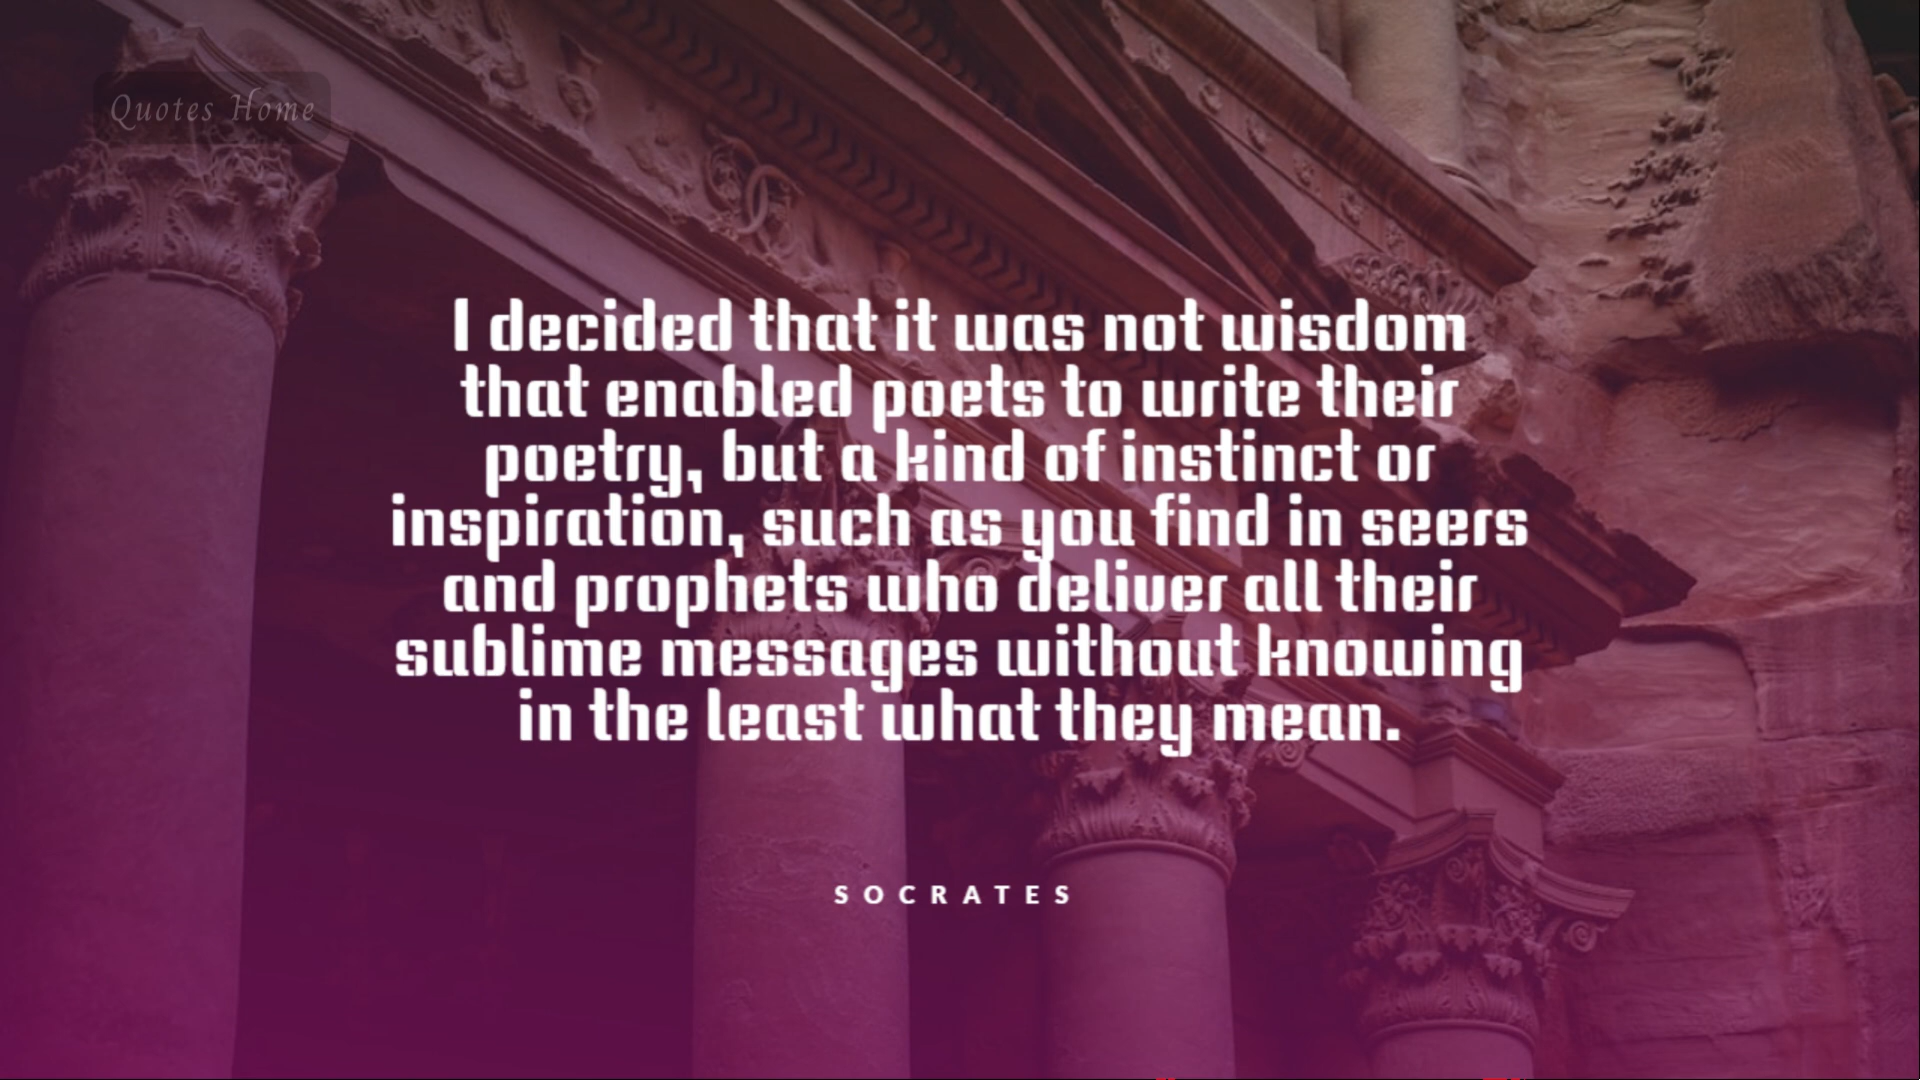 Quotes Home
I decided that it was not wisdom
that enabled poets to write their
poetry, but a kind of instinct or
inspiration, such as you find in seers
and prophets who deliver all their
sublime messages without knowing
in the least what they mean.
SOCRATES